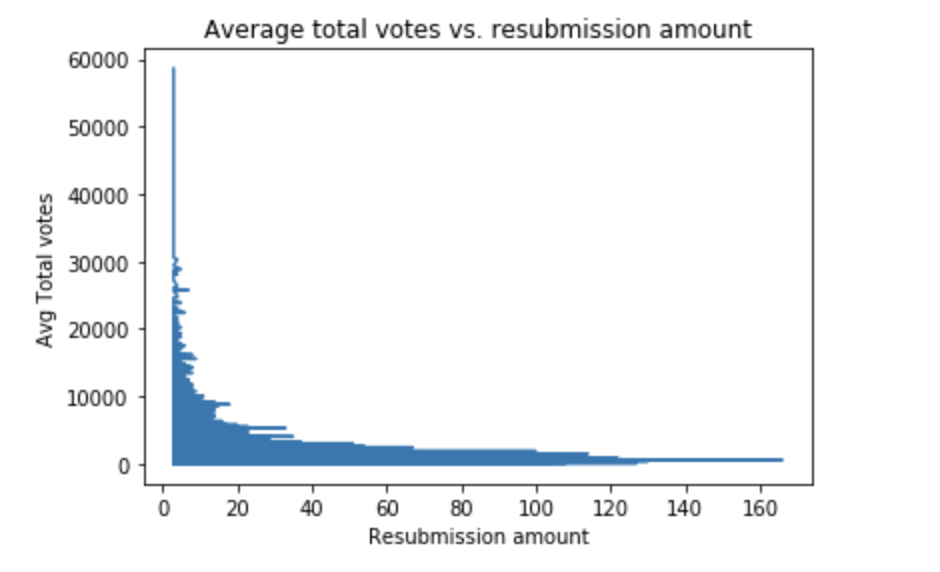 Average total votes vs. resubmission amount
60000
50000
40000
30000
20000
10000
0
Avg Total votes
0 20 40 60 80 100 120 140 160
Resubmission amount